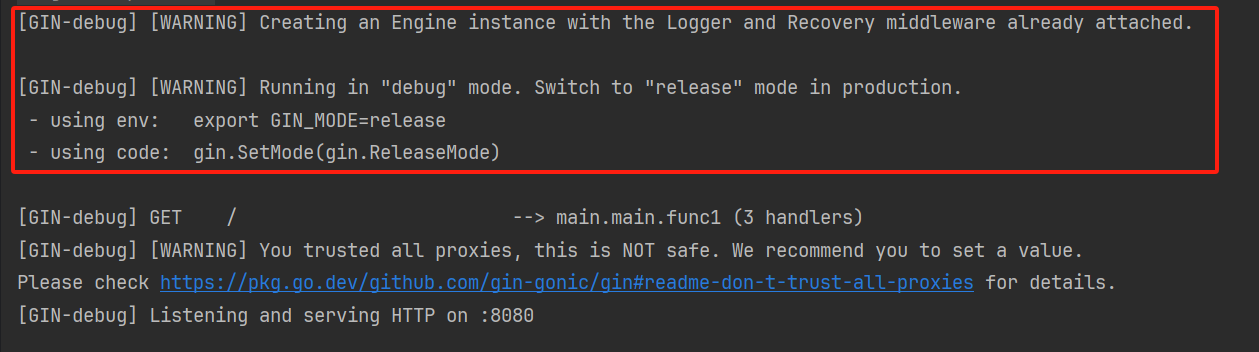 [GIN-debug] [WARNING] Creating an Engine instance with the Logger and Recovery middleware already attached.
[GIN-debug] [WARNING] Running in "debug" mode. Switch to "release" mode in production.
 - using env:   export GIN_MODE=release
 - using code:  gin.SetMode(gin.ReleaseMode)
[GIN-debug] GET    /                         --> main.main.func1 (3 handlers)
[GIN-debug] [WARNING] You trusted all proxies, this is NOT safe. We recommend you to set a value.
Please check https://pkg.go.dev/github.com/gin-gonic/gin#readme-don-t-trust-all-proxies for details.
[GIN-debug] Listening and serving HTTP on :8080